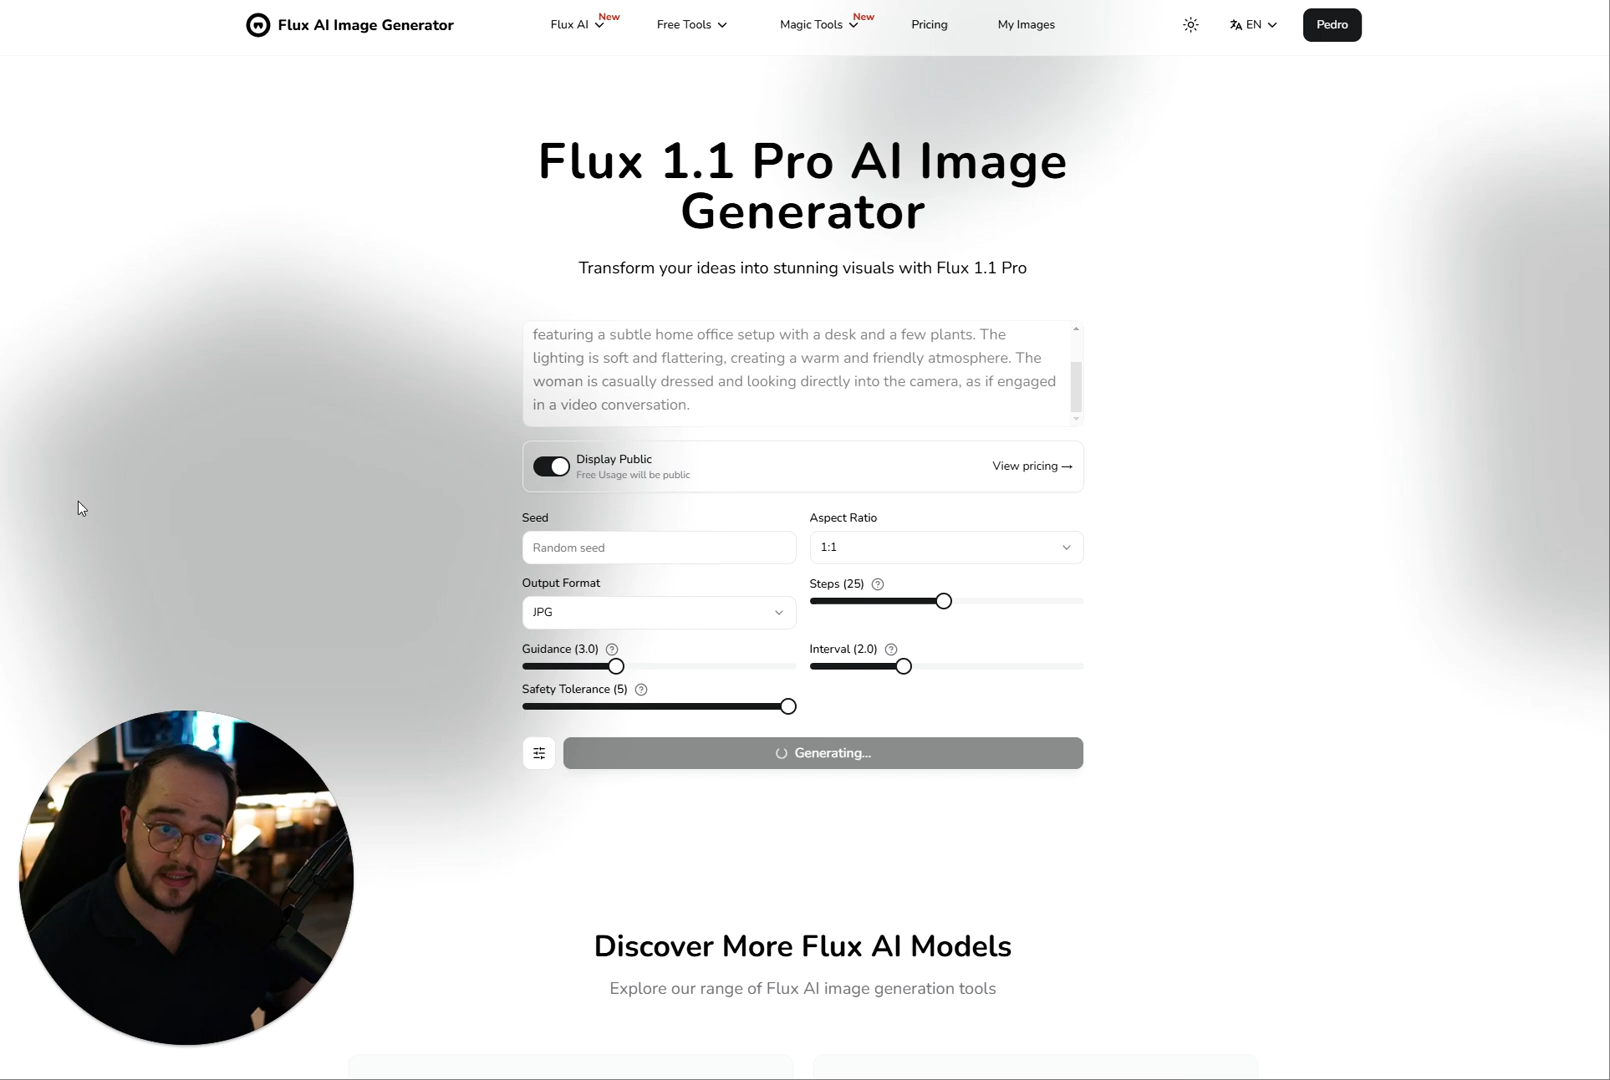 Flux AI Image Generator
Flux AI
New
Free Tools
Magic Tools
New
Pricing
My Images
EN
Pedro
Flux 1.1 Pro AI Image
Generator
Transform your ideas into stunning visuals with Flux 1.1 Pro
featuring a subtle home office setup with a desk and a few plants. The
lighting is soft and flattering, creating a warm and friendly atmosphere. The
woman is casually dressed and looking directly into the camera, as if engaged
in a video conversation.
Display Public
Free Usage will be public
View pricing →
Seed
Aspect Ratio
Random seed
1:1
Output Format
Steps (25)
JPG
Guidance (3.0)
Interval (2.0)
Safety Tolerance (5)
Generating...
Discover More Flux AI Models
Explore our range of Flux AI image generation tools